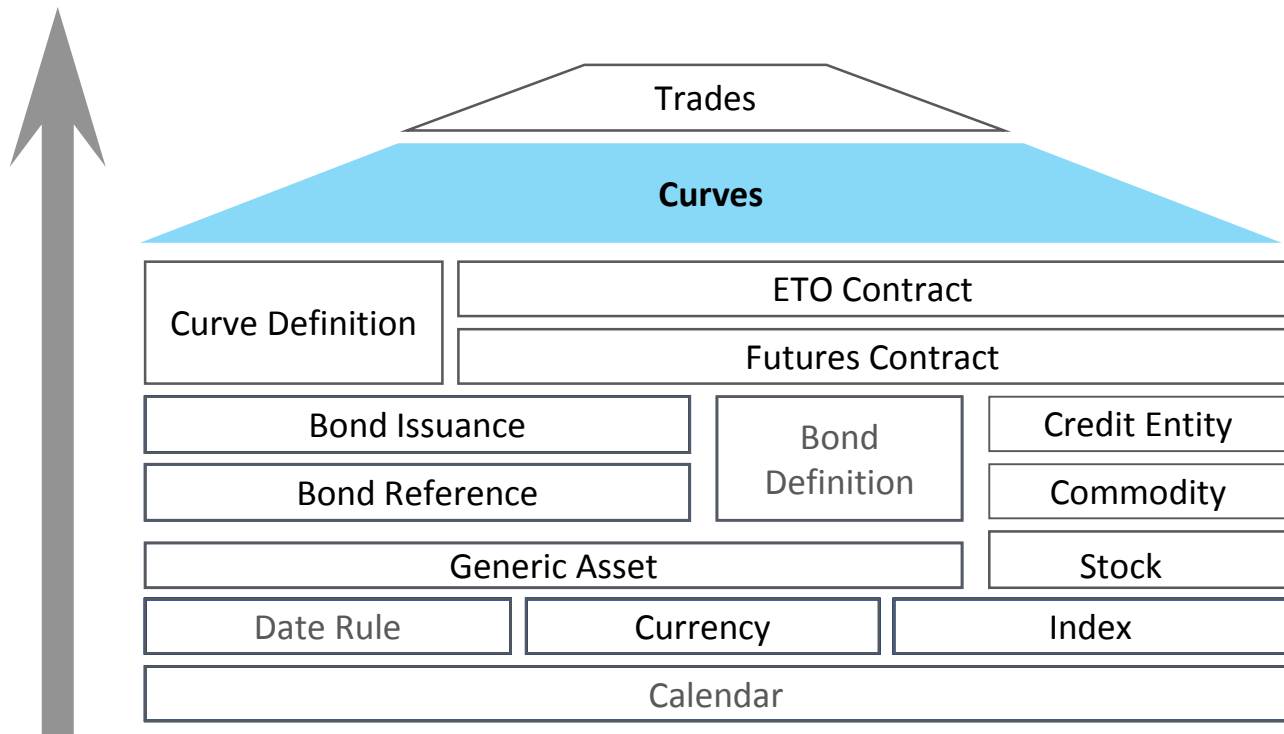 Trades
Curves
Curve Definition
ETO Contract
Futures Contract
Bond Issuance
Bond
Definition
Credit Entity
Bond Reference
Commodity
Generic Asset
Stock
Date Rule
Currency
Index
Calendar